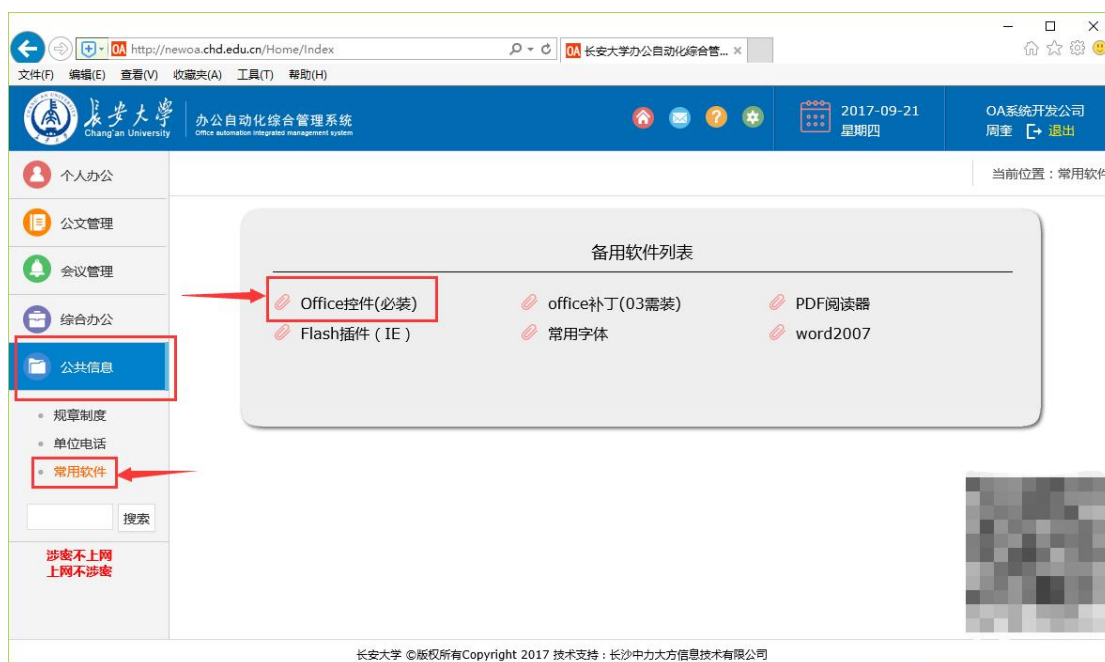 http://newoa.chd.edu.cn/Home/Index
OA 长安大学办公自动化综合管... ×
文件(F) 编辑(E) 查看(V) 收藏夹(A) 工具(T) 帮助(H)
长安大学
Chang'an University
办公自动化综合管理系统
Office automation integrated management system
2017-09-21
星期四
OA系统开发公司
周奎 退出
个人办公
当前位置：常用软件
公文管理
会议管理
综合办公
公共信息
规章制度
单位电话
常用软件
搜索
涉密不上网
上网不涉密
备用软件列表
Office控件(必装) office补丁(03需装) PDF阅读器
Flash插件（IE） 常用字体 word2007
长安大学 ©版权所有Copyright 2017 技术支持：长沙中力大方信息技术有限公司